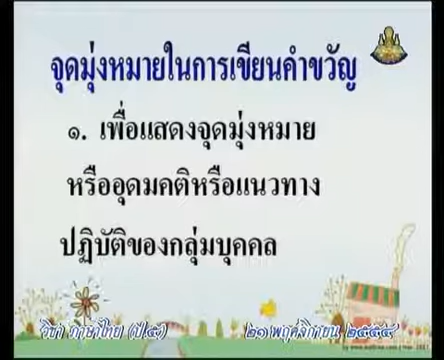 จุดมุ่งหมายในการเขียนคำขวัญ
๑. เพื่อแสดงจุดมุ่งหมาย
หรืออุดมคติหรือแนวทาง
ปฏิบัติของกลุ่มบุคคล
วิชา ภาษาไทย (ป.๕)
๒๑ พฤศจิกายน ๒๕๕๔